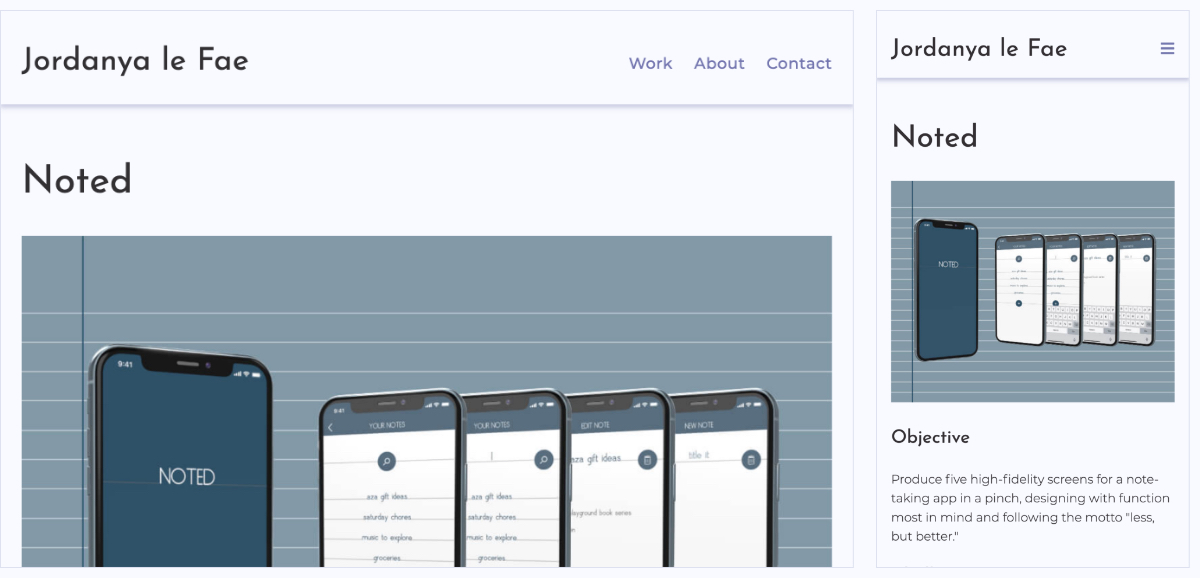 Jordanya le Fae
Work About Contact
Noted
9:41
NOTED
9:41
YOUR NOTES
aza gift ideas
saturday chores
music to explore
groceries
YOUR NOTES
aza gift ideas
saturday chores
music to explore
groceries
EDIT NOTE
aza gift ideas
playground book series
NEW NOTE
title it
Jordanya le Fae
Noted
NOTED
Objective
Produce five high-fidelity screens for a note-
taking app in a pinch, designing with function
most in mind and following the motto "less,
but better."